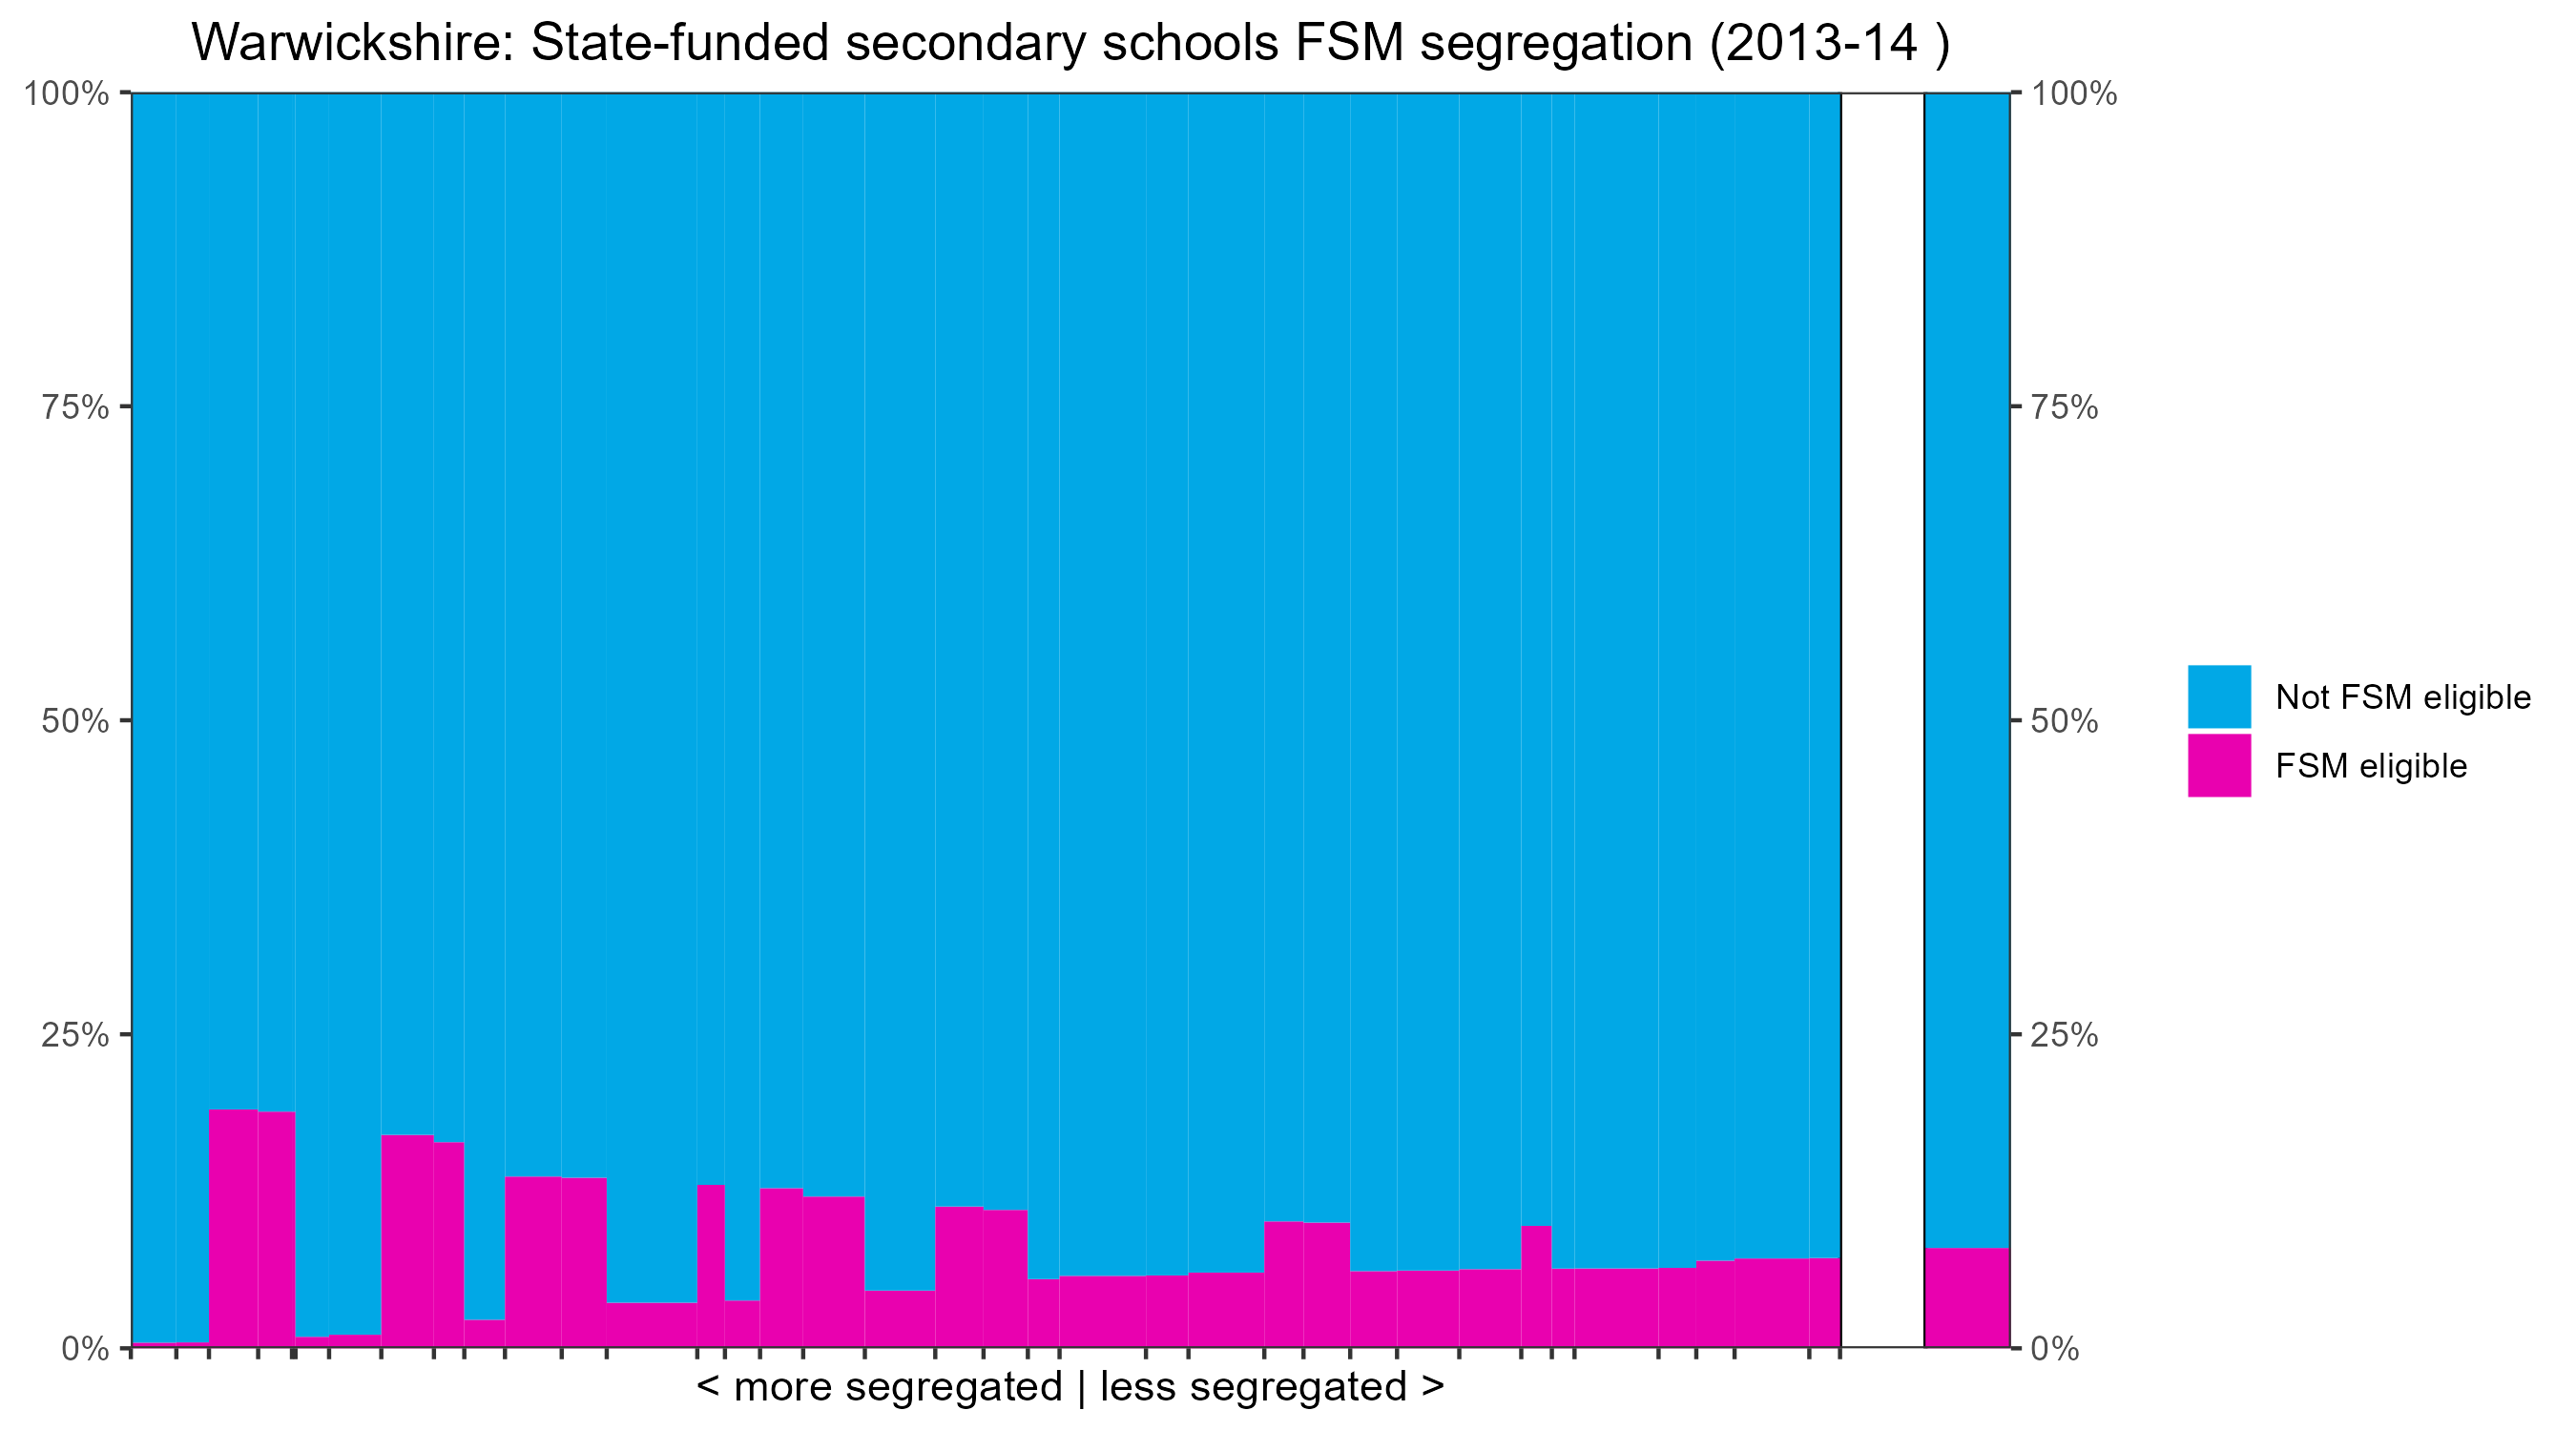 Warwickshire: State-funded secondary schools FSM segregation (2013-14 )
100%
75%
50%
25%
0%
100%
75%
50%
25%
0%
< more segregated | less segregated >
Not FSM eligible
FSM eligible